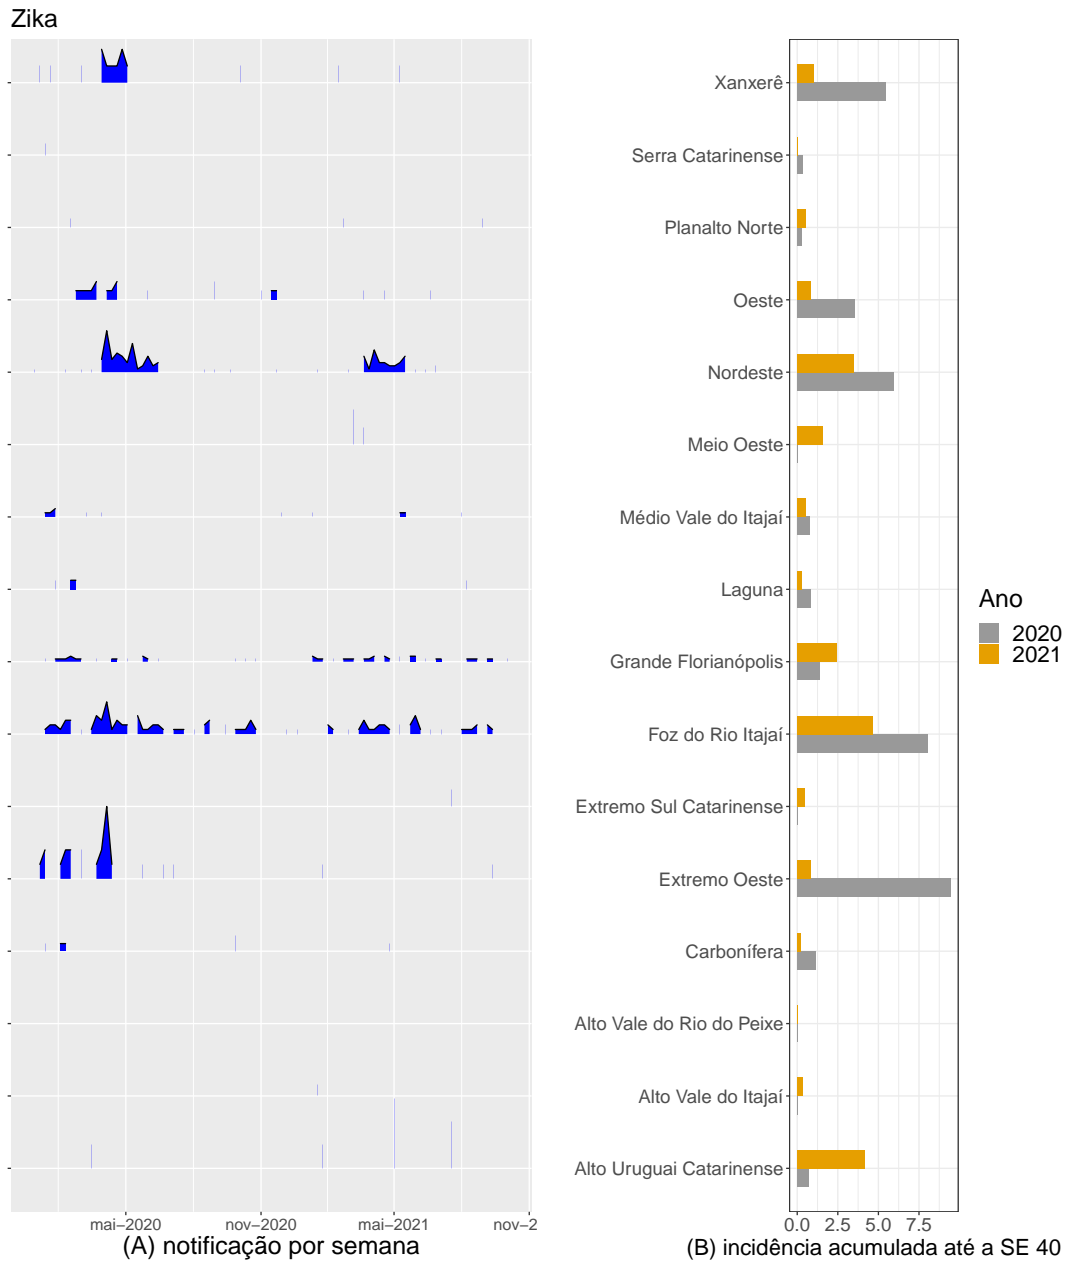 Zika
Xanxerê
Serra Catarinense
Planalto Norte
Oeste
Nordeste
Meio Oeste
Médio Vale do Itajaí
Laguna
Grande Florianópolis
Foz do Rio Itajaí
Extremo Sul Catarinense
Extremo Oeste
Carbonífera
Alto Vale do Rio do Peixe
Alto Vale do Itajaí
Alto Uruguai Catarinense
Ano
2020
2021
mai–2020 nov–2020 mai–2021 nov–2
0.0 2.5 5.0 7.5
(A) notificação por semana
(B) incidência acumulada até a SE 40